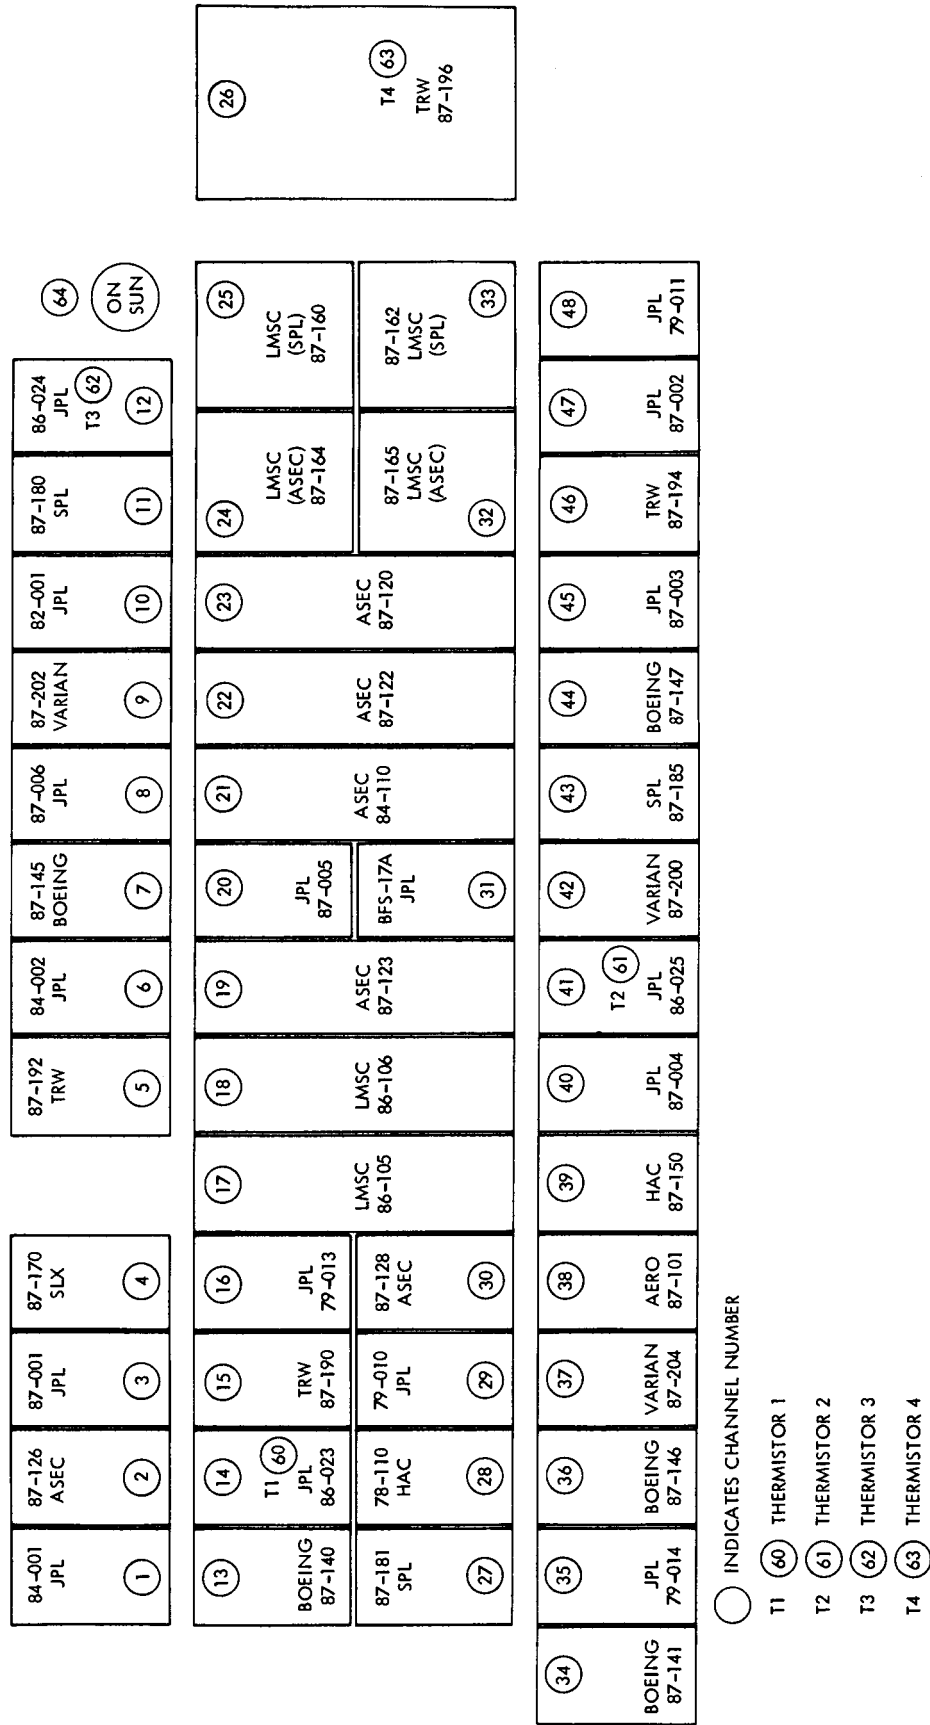 84-001
JPL
1
87-126
ASEC
2
87-001
JPL
3
87-170
SLX
4
87-192
TRW
5
84-002
JPL
6
87-145
BOEING
7
87-006
JPL
8
87-202
VARIAN
9
82-001
JPL
10
87-180
SPL
11
86-024
JPL
T3 62
12
64
ON
SUN
13
BOEING
87-140
14
T1 60
JPL
86-023
15
TRW
87-190
16
JPL
79-013
17
LMSC
86-105
18
LMSC
86-106
19
ASEC
87-123
20
JPL
87-005
21
ASEC
84-110
22
ASEC
87-122
23
ASEC
87-120
24
LMSC
(ASEC)
87-164
25
LMSC
(SPL)
87-160
26
T4 63
TRW
87-196
87-181
SPL
27
78-110
HAC
28
79-010
JPL
29
87-128
ASEC
30
BFS-17A
JPL
31
87-165
LMSC
(ASEC)
32
87-162
LMSC
(SPL)
33
34
BOEING
87-141
35
JPL
79-014
36
BOEING
87-146
37
VARIAN
87-204
38
AERO
87-101
39
HAC
87-150
40
JPL
87-004
41
T2 61
JPL
86-025
42
VARIAN
87-200
43
SPL
87-185
44
BOEING
87-147
45
JPL
87-003
46
TRW
87-194
47
JPL
87-002
48
JPL
79-011
INDICATES CHANNEL NUMBER
T1 60 THERMISTOR 1
T2 61 THERMISTOR 2
T3 62 THERMISTOR 3
T4 63 THERMISTOR 4